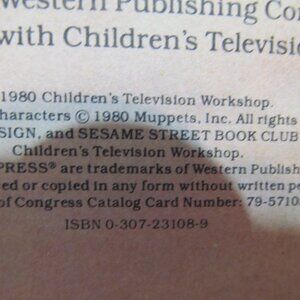 Western Publishing Co
with Children's Televisi
1980 Children's Television Workshop.
characters © 1980 Muppets, Inc. All rights
SIGN, and SESAME STREET BOOK CLUB
Children's Television Workshop.
PRESS® are trademarks of Western Publish
ed or copied in any form without written pe
of Congress Catalog Card Number: 79-5710
ISBN 0-307-23108-9